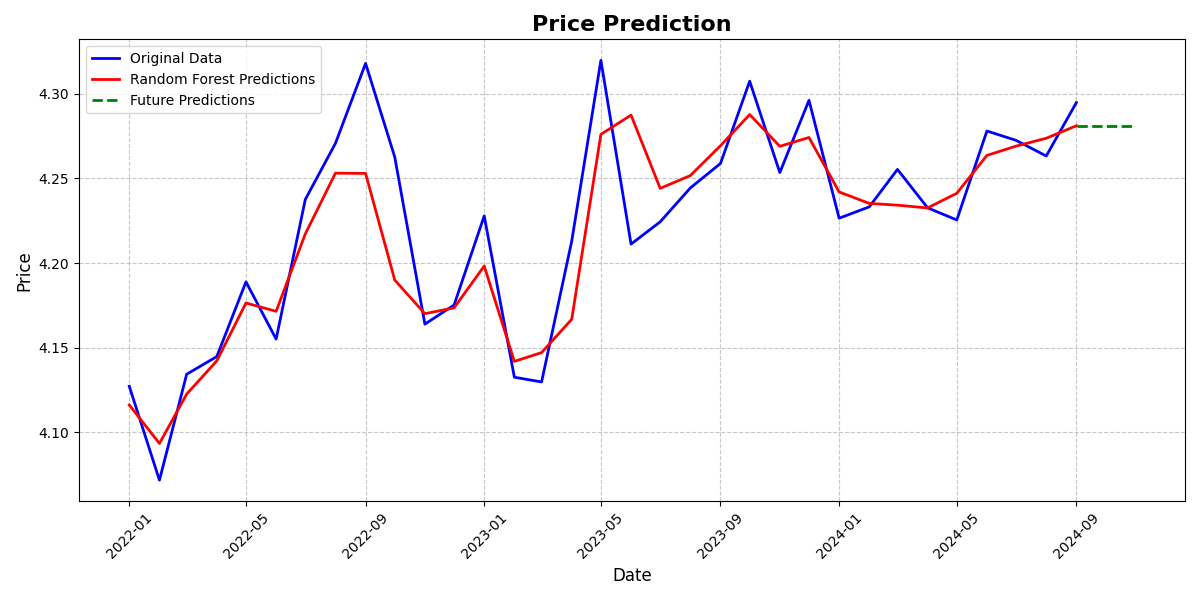 Price Prediction
Original Data
Random Forest Predictions
Future Predictions
Price
4.30
4.25
4.20
4.15
4.10
2022-01
2022-05
2022-09
2023-01
2023-05
2023-09
2024-01
2024-05
2024-09
Date